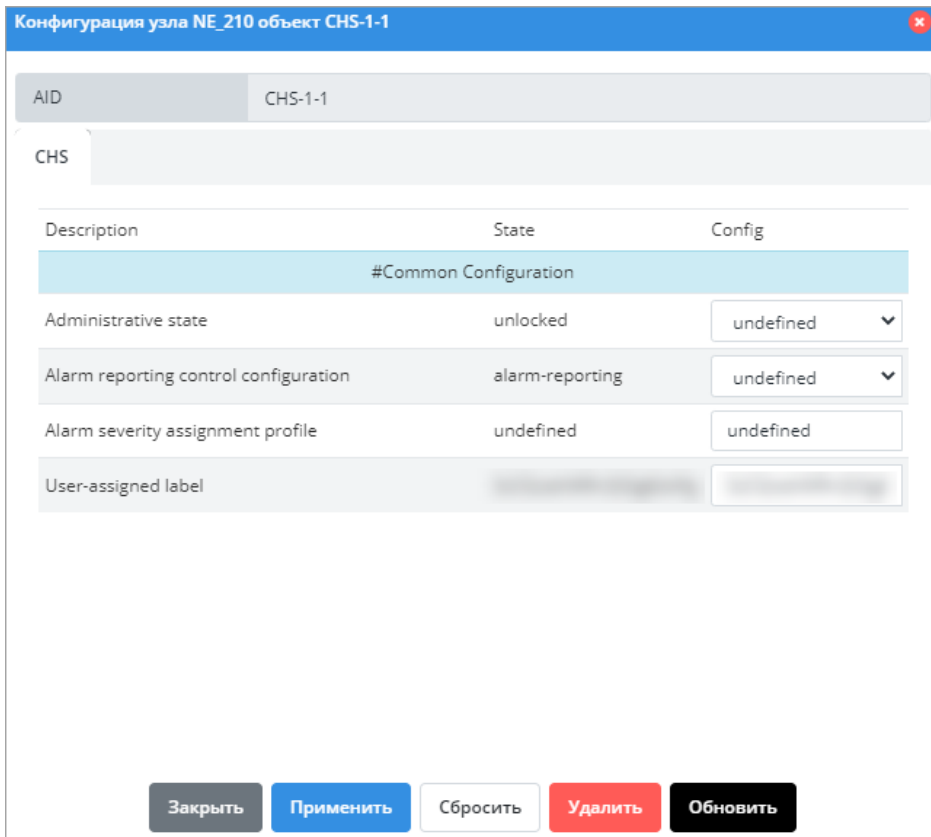 Конфигурация узла NE_210 объект CHS-1-1
AID CHS-1-1
CHS
Description State Config
#Common Configuration
Administrative state unlocked undefined
Alarm reporting control configuration alarm-reporting undefined
Alarm severity assignment profile undefined undefined
User-assigned label
Закрыть Применить Сбросить Удалить Обновить